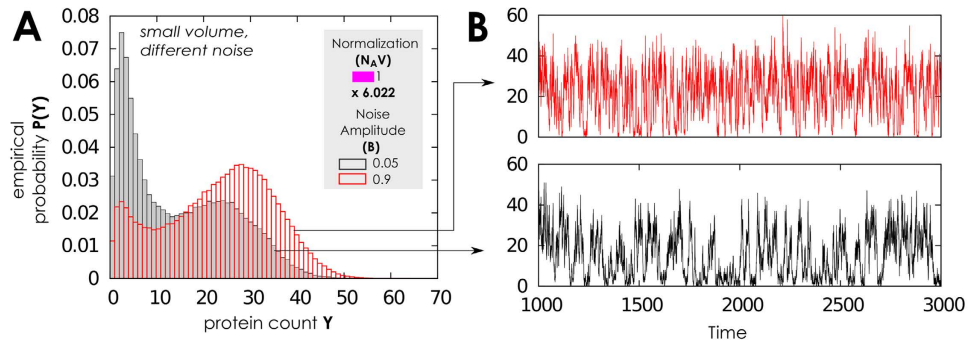 A
small volume,
different noise
Normalization
(NAV)
1
x 6.022
Noise
Amplitude
(B)
0.05
0.9
empirical
probability P(Y)
0.08
0.07
0.06
0.05
0.04
0.03
0.02
0.01
0
0 10 20 30 40 50 60 70
protein count Y
B
60
40
20
0
60
40
20
0
1000 1500 2000 2500 3000
Time